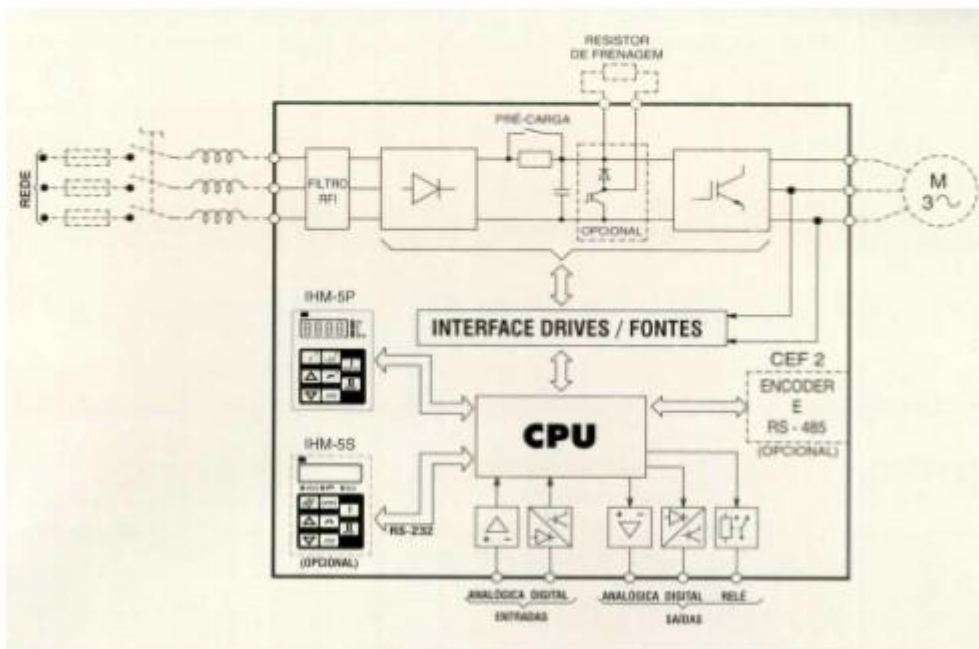 RESISTOR
DE FRENAGEM
PRÉ-CARGA
REDE
FILTRO
RFI
OPCIONAL
M
3
IHM-5P
INTERFACE DRIVES / FONTES
CEF 2
ENCODER
E
RS - 485
(OPCIONAL)
CPU
IHM-5S
RS-232
(OPCIONAL)
ANALÓGICA DIGITAL
ENTRADAS
ANALÓGICA DIGITAL RELÉ
SAÍDAS